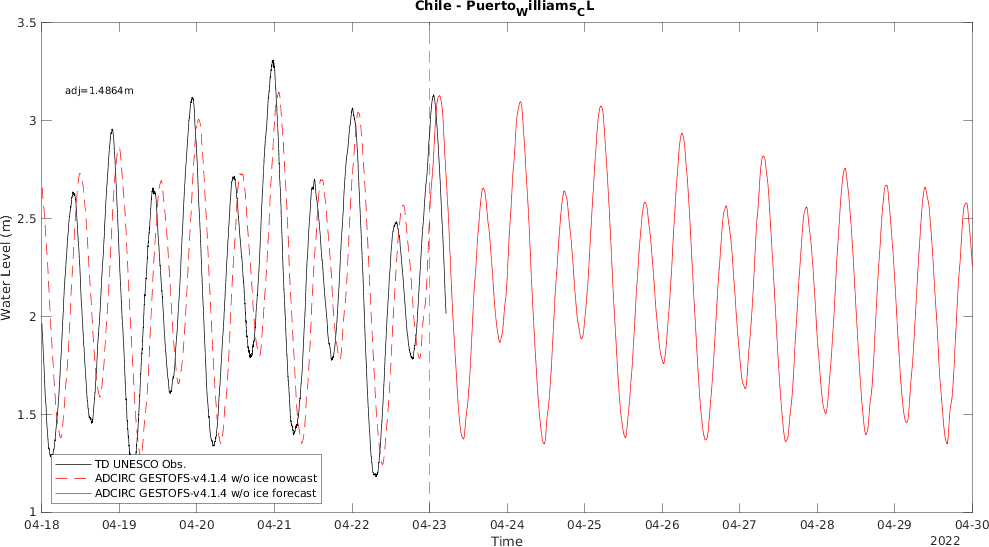 Chile - PuertoWilliamsCL
3.5
adj=1.4864m
3
2.5
Water Level (m)
2
1.5
TD UNESCO Obs.
ADCIRC GESTOFS-v4.1.4 w/o ice nowcast
ADCIRC GESTOFS-v4.1.4 w/o ice forecast
1
04-18 04-19 04-20 04-21 04-22 04-23 04-24 04-25 04-26 04-27 04-28 04-29 04-30
Time
2022